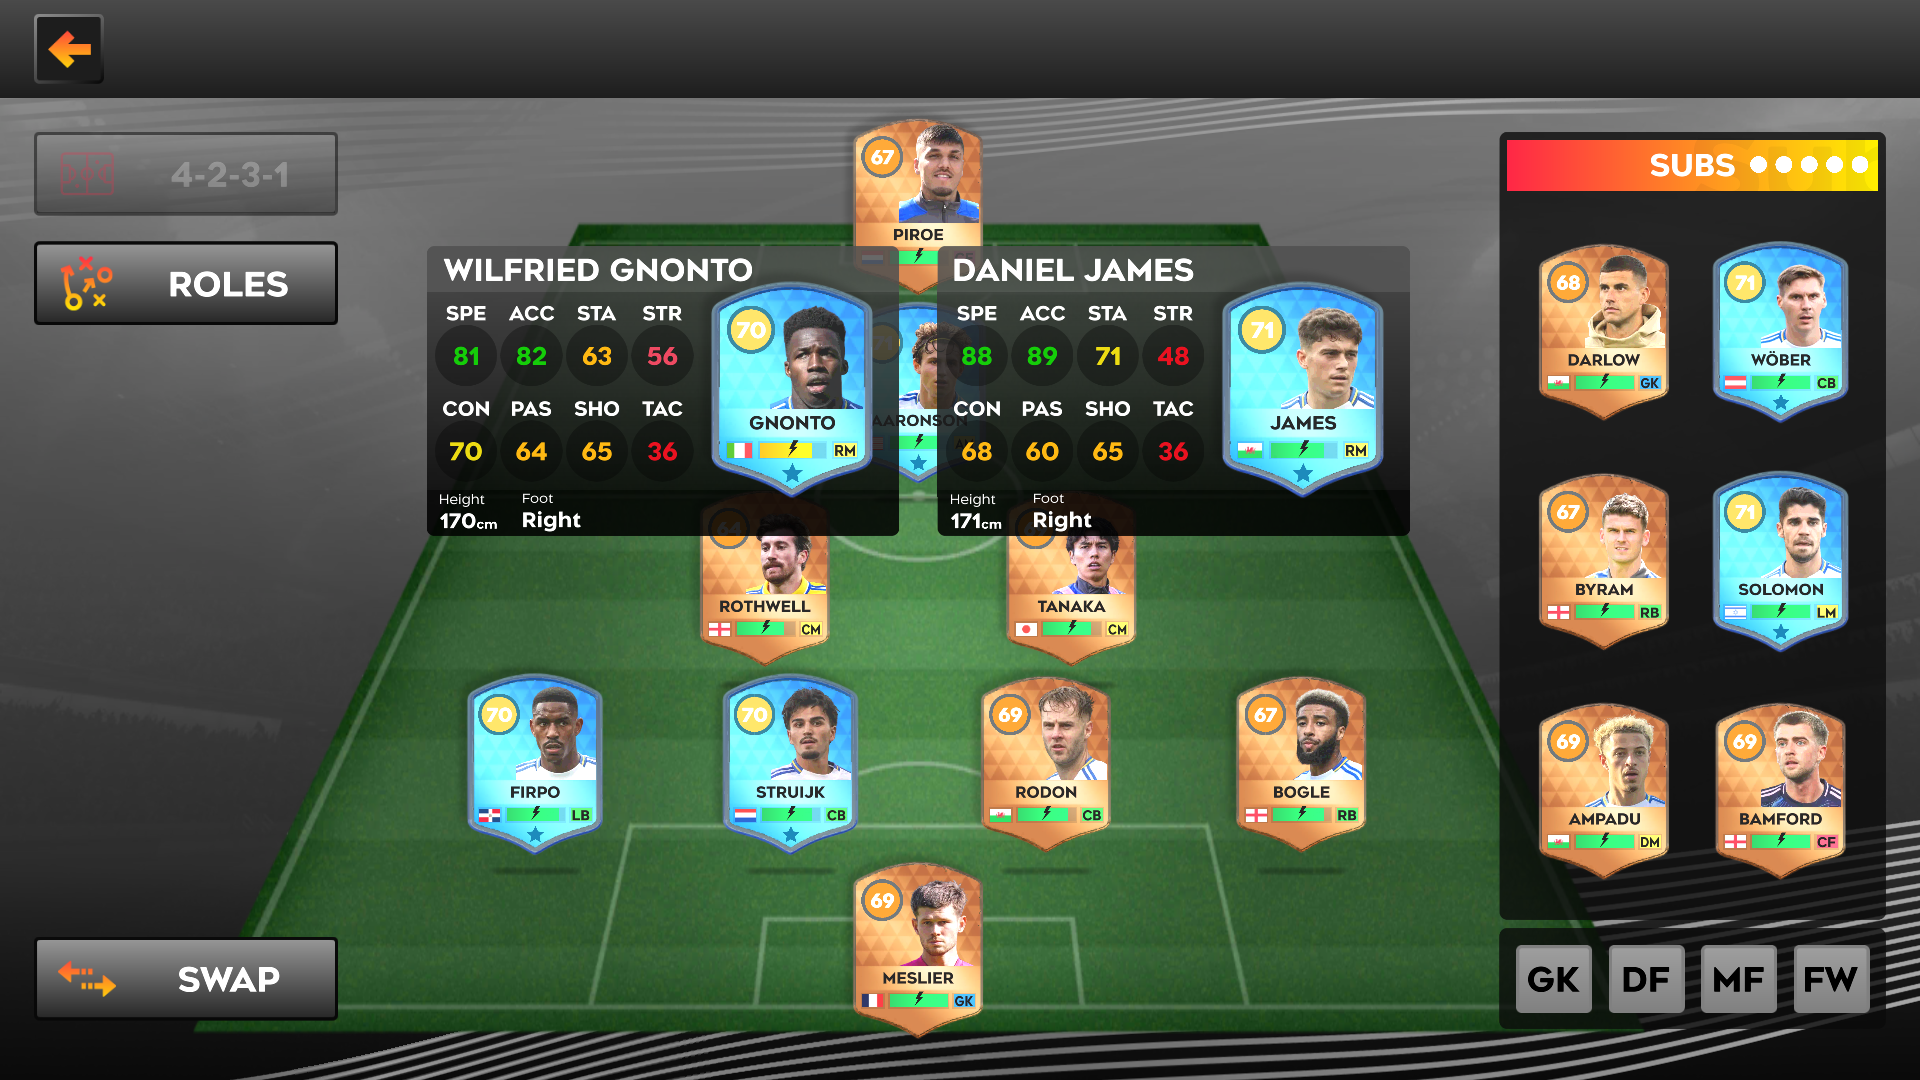 4-2-3-1
ROLES
SWAP
67
PIROE
WILFRIED GNONTO
SPE ACC STA STR
81 82 63 56
CON PAS SHO TAC
70 64 65 36
Height Foot
170cm Right
70
GNONTO
RM
AARONSON
DANIEL JAMES
SPE ACC STA STR
88 89 71 48
CON PAS SHO TAC
68 60 65 36
Height Foot
171cm Right
71
JAMES
RM
64
ROTHWELL
CM
TANAKA
CM
70
FIRPO
LB
70
STRUIJK
CB
69
RODON
CB
67
BOGLE
RB
69
MESLIER
GK
SUBS
68
DARLOW
GK
71
WÖBER
CB
67
BYRAM
RB
71
SOLOMON
LM
69
AMPADU
DM
69
BAMFORD
CF
GK DF MF FW